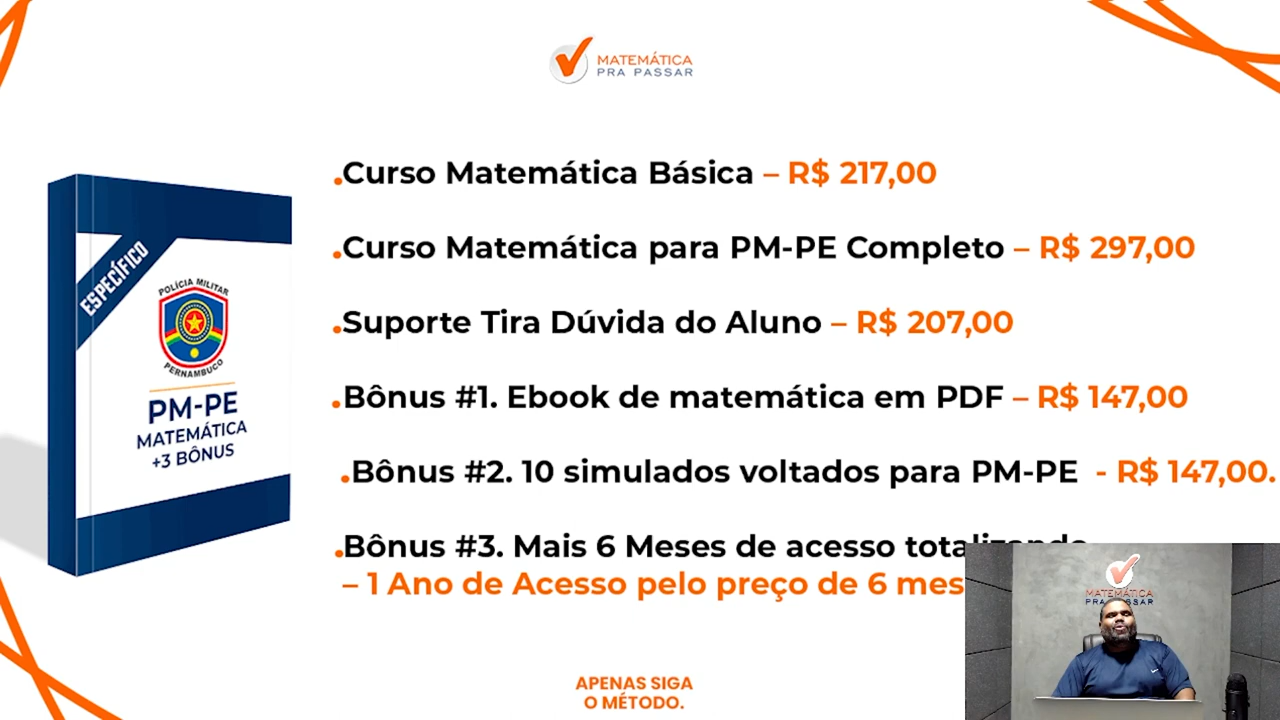 MATEMÁTICA
PRA PASSAR
.Curso Matemática Básica – R$ 217,00
.Curso Matemática para PM-PE Completo – R$ 297,00
.Suporte Tira Dúvida do Aluno – R$ 207,00
.Bônus #1. Ebook de matemática em PDF – R$ 147,00
.Bônus #2. 10 simulados voltados para PM-PE - R$ 147,00.
.Bônus #3. Mais 6 Meses de acesso totalizando
– 1 Ano de Acesso pelo preço de 6 mes
ESPECÍFICO
POLÍCIA MILITAR
PERNAMBUCO
PM-PE
MATEMÁTICA
+3 BÔNUS
MATEMÁTICA
PRA PASSAR
APENAS SIGA
O MÉTODO.